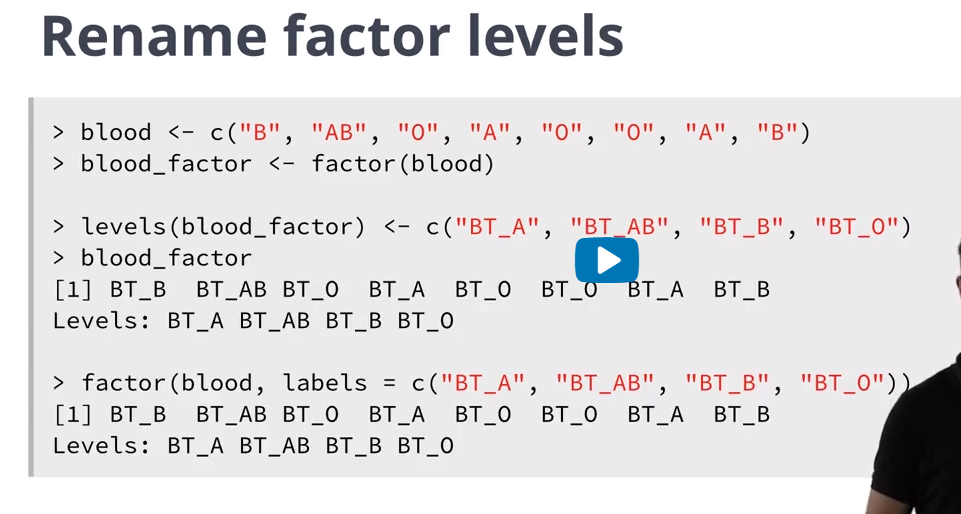 Rename factor levels
> blood <- c("B", "AB", "O", "A", "O", "O", "A", "B")
> blood_factor <- factor(blood)
> levels(blood_factor) <- c("BT_A", "BT_AB", "BT_B", "BT_O")
> blood_factor
[1] BT_B  BT_AB BT_O  BT_A  BT_O  BT_O  BT_A  BT_B
Levels: BT_A BT_AB BT_B BT_O
> factor(blood, labels = c("BT_A", "BT_AB", "BT_B", "BT_O"))
[1] BT_B  BT_AB BT_O  BT_A  BT_O  BT_O  BT_A  BT_B
Levels: BT_A BT_AB BT_B BT_O